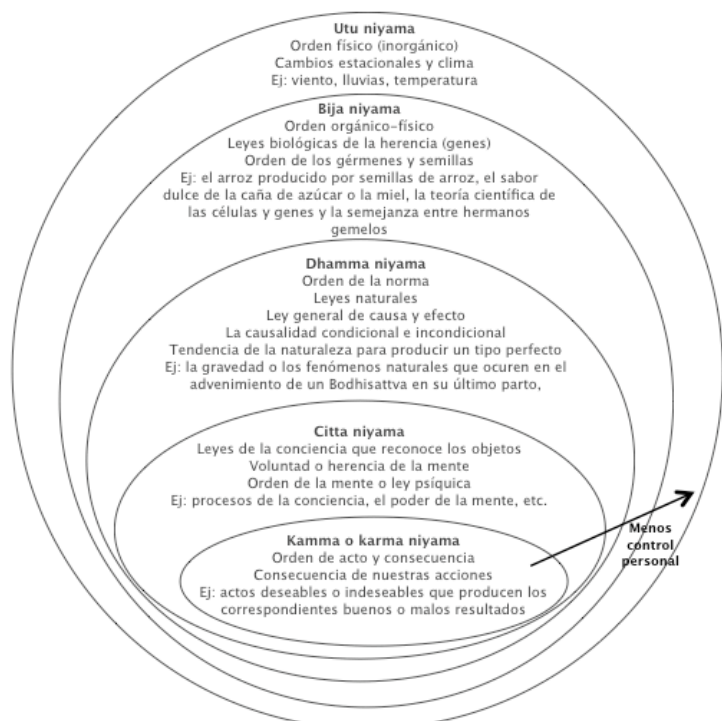 Utu niyama
Orden físico (inorgánico)
Cambios estacionales y clima
Ej: viento, lluvias, temperatura
Bija niyama
Orden orgánico-físico
Leyes biológicas de la herencia (genes)
Orden de los gérmenes y semillas
Ej: el arroz producido por semillas de arroz, el sabor
dulce de la caña de azúcar o la miel, la teoría científica de
las células y genes y la semejanza entre hermanos
gemelos
Dhamma niyama
Orden de la norma
Leyes naturales
Ley general de causa y efecto
La causalidad condicional e incondicional
Tendencia de la naturaleza para producir un tipo perfecto
Ej: la gravedad o los fenómenos naturales que ocuren en el
advenimiento de un Bodhisattva en su último parto,
Citta niyama
Leyes de la conciencia que reconoce los objetos
Voluntad o herencia de la mente
Orden de la mente o ley psíquica
Ej: procesos de la conciencia, el poder de la mente, etc.
Kamma o karma niyama
Orden de acto y consecuencia
Consecuencia de nuestras acciones
Ej: actos deseables o indeseables que producen los
correspondientes buenos o malos resultados
Menos
control
personal